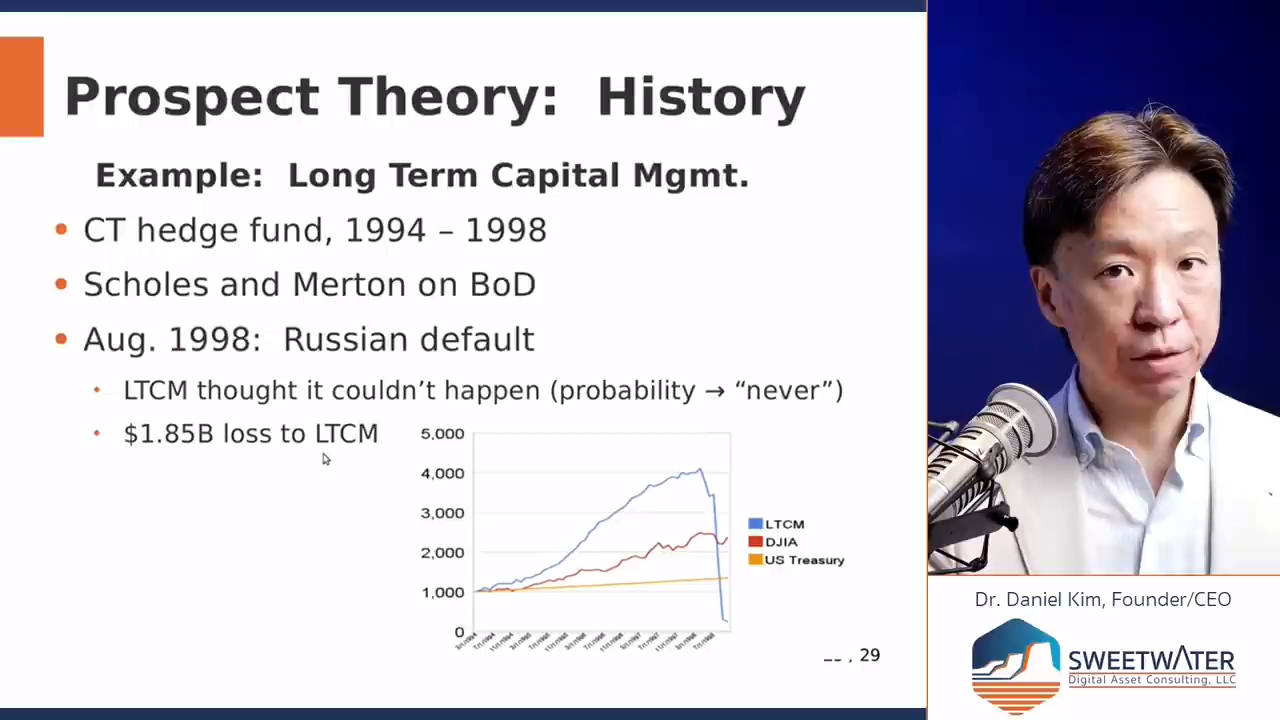 Prospect Theory: History
Example: Long Term Capital Mgmt.
• CT hedge fund, 1994 – 1998
• Scholes and Merton on BoD
• Aug. 1998: Russian default
• LTCM thought it couldn’t happen (probability → “never”)
• $1.85B loss to LTCM
5,000
4,000
3,000
2,000
1,000
0
LTCM
DJIA
US Treasury
29
Dr. Daniel Kim, Founder/CEO
SWEETWATER
Digital Asset Consulting, LLC